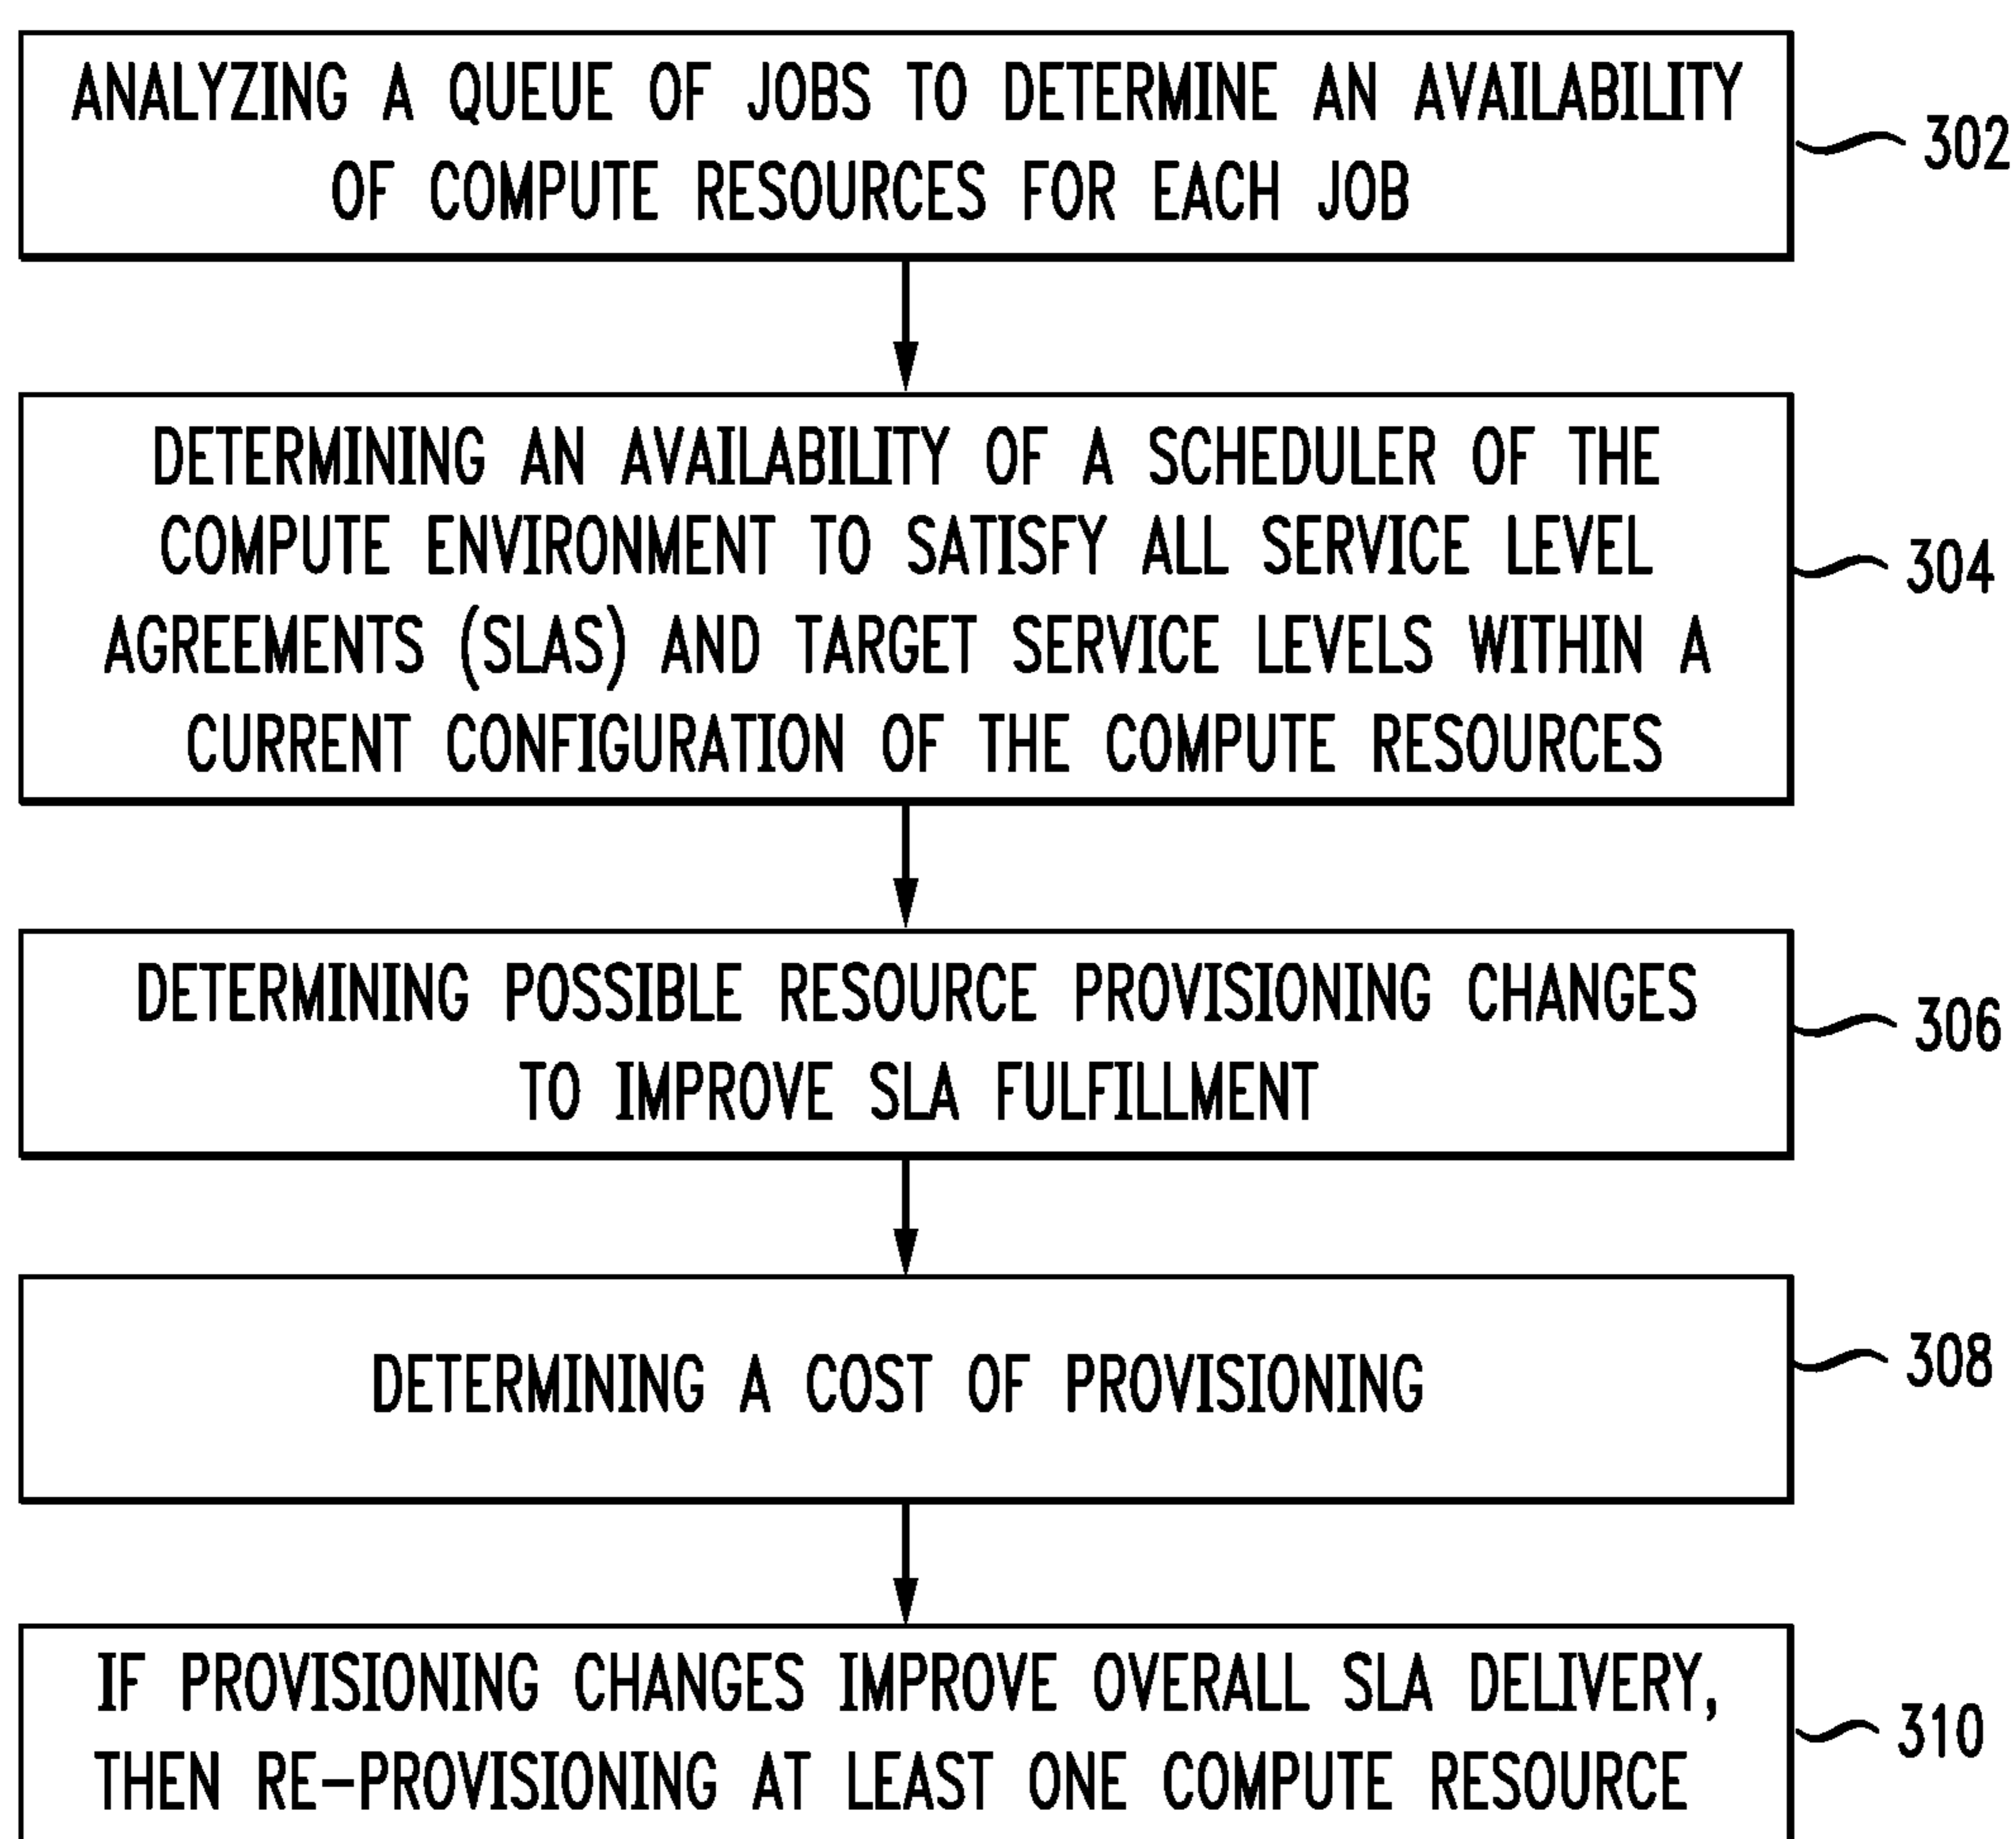 ANALYZING A QUEUE OF JOBS TO DETERMINE AN AVAILABILITY
OF COMPUTE RESOURCES FOR EACH JOB
302
DETERMINING AN AVAILABILITY OF A SCHEDULER OF THE
COMPUTE ENVIRONMENT TO SATISFY ALL SERVICE LEVEL
AGREEMENTS (SLAS) AND TARGET SERVICE LEVELS WITHIN A
CURRENT CONFIGURATION OF THE COMPUTE RESOURCES
304
DETERMINING POSSIBLE RESOURCE PROVISIONING CHANGES
TO IMPROVE SLA FULFILLMENT
306
DETERMINING A COST OF PROVISIONING
308
IF PROVISIONING CHANGES IMPROVE OVERALL SLA DELIVERY,
THEN RE-PROVISIONING AT LEAST ONE COMPUTE RESOURCE
310